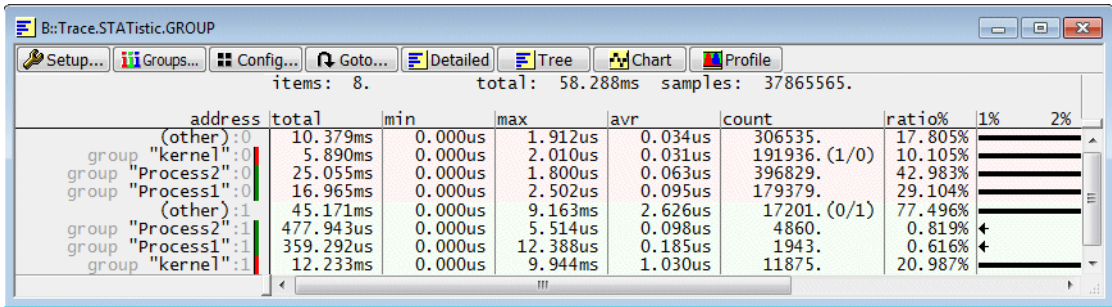 B::Trace.STATistic.GROUP
Setup... Groups... Config... Goto... Detailed Tree Chart Profile
items: 8. total: 58.288ms samples: 37865565.
address total min max avr count ratio% 1% 2%
(other):0 10.379ms 0.000us 1.912us 0.034us 306535. 17.805%
group "kernel":0 5.890ms 0.000us 2.010us 0.031us 191936.(1/0) 10.105%
group "Process2":0 25.055ms 0.000us 1.800us 0.063us 396829. 42.983%
group "Process1":0 16.965ms 0.000us 2.502us 0.095us 179379. 29.104%
(other):1 45.171ms 0.000us 9.163ms 2.626us 17201.(0/1) 77.496%
group "Process2":1 477.943us 0.000us 5.514us 0.098us 4860. 0.819%
group "Process1":1 359.292us 0.000us 12.388us 0.185us 1943. 0.616%
group "kernel":1 12.233ms 0.000us 9.944ms 1.030us 11875. 20.987%